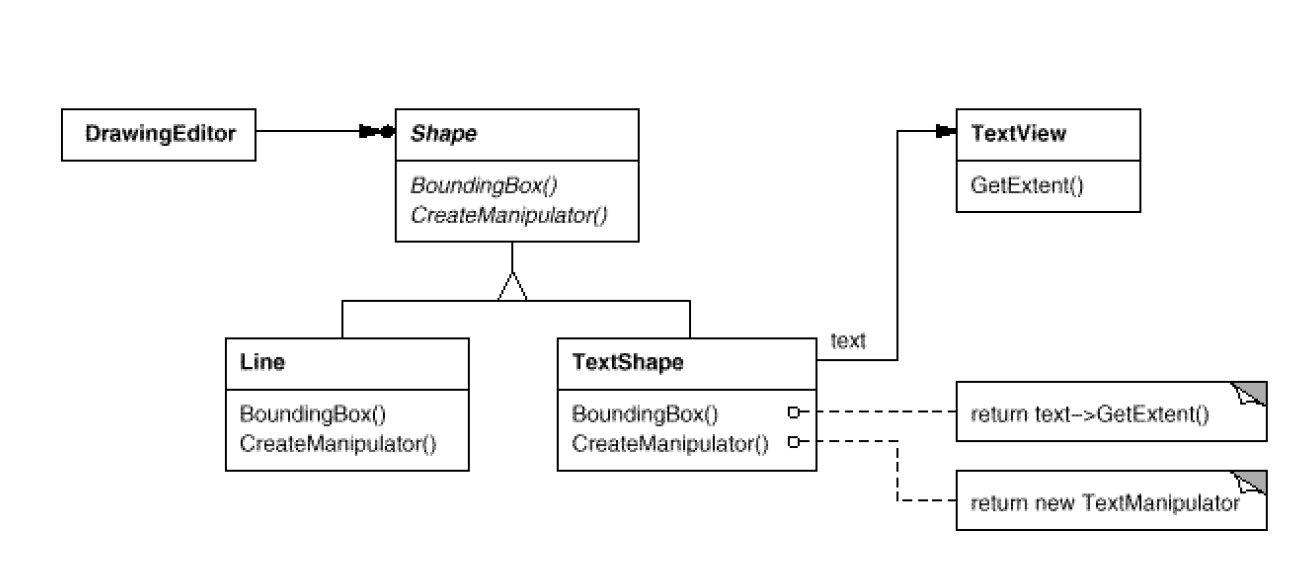 DrawingEditor
Shape
BoundingBox()
CreateManipulator()
TextView
GetExtent()
Line
BoundingBox()
CreateManipulator()
TextShape
BoundingBox()
CreateManipulator()
text
return text->GetExtent()
return new TextManipulator